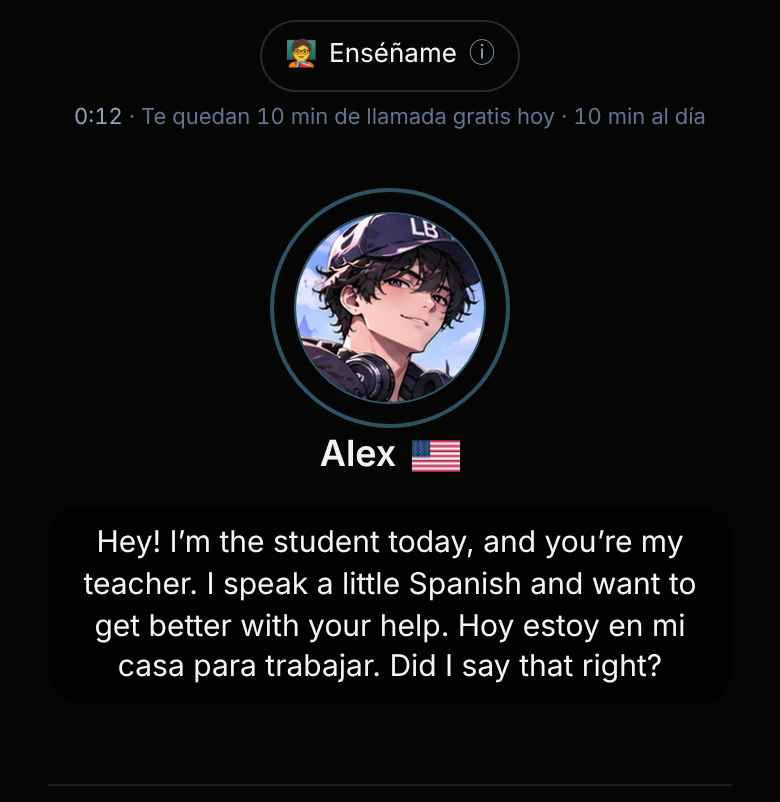 Enséñame
0:12 · Te quedan 10 min de llamada gratis hoy · 10 min al día
LB
Alex
Hey! I’m the student today, and you’re my
teacher. I speak a little Spanish and want to
get better with your help. Hoy estoy en mi
casa para trabajar. Did I say that right?